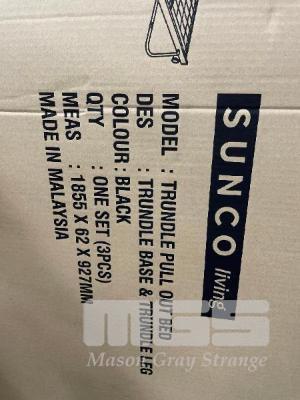 SUNCO living
MODEL : TRUNDLE PULL OUT BED
DES : TRUNDLE BASE & TRUNDLE LEG
COLOUR : BLACK
QTY : ONE SET (3PCS)
MEAS : 1855 X 62 X 927MM
MADE IN MALAYSIA
MGS
Mason Gray Strange